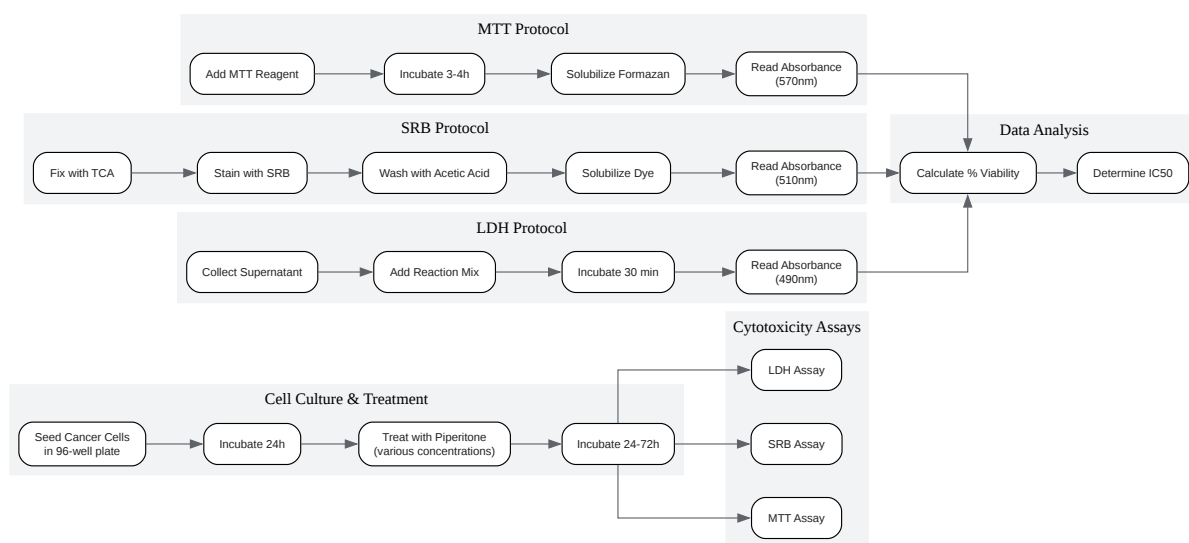 MTT Protocol
Add MTT Reagent
Incubate 3-4h
Solubilize Formazan
Read Absorbance
(570nm)
SRB Protocol
Fix with TCA
Stain with SRB
Wash with Acetic Acid
Solubilize Dye
Read Absorbance
(510nm)
Data Analysis
Calculate % Viability
Determine IC50
LDH Protocol
Collect Supernatant
Add Reaction Mix
Incubate 30 min
Read Absorbance
(490nm)
Cytotoxicity Assays
LDH Assay
SRB Assay
MTT Assay
Cell Culture & Treatment
Seed Cancer Cells
in 96-well plate
Incubate 24h
Treat with Piperitone
(various concentrations)
Incubate 24-72h